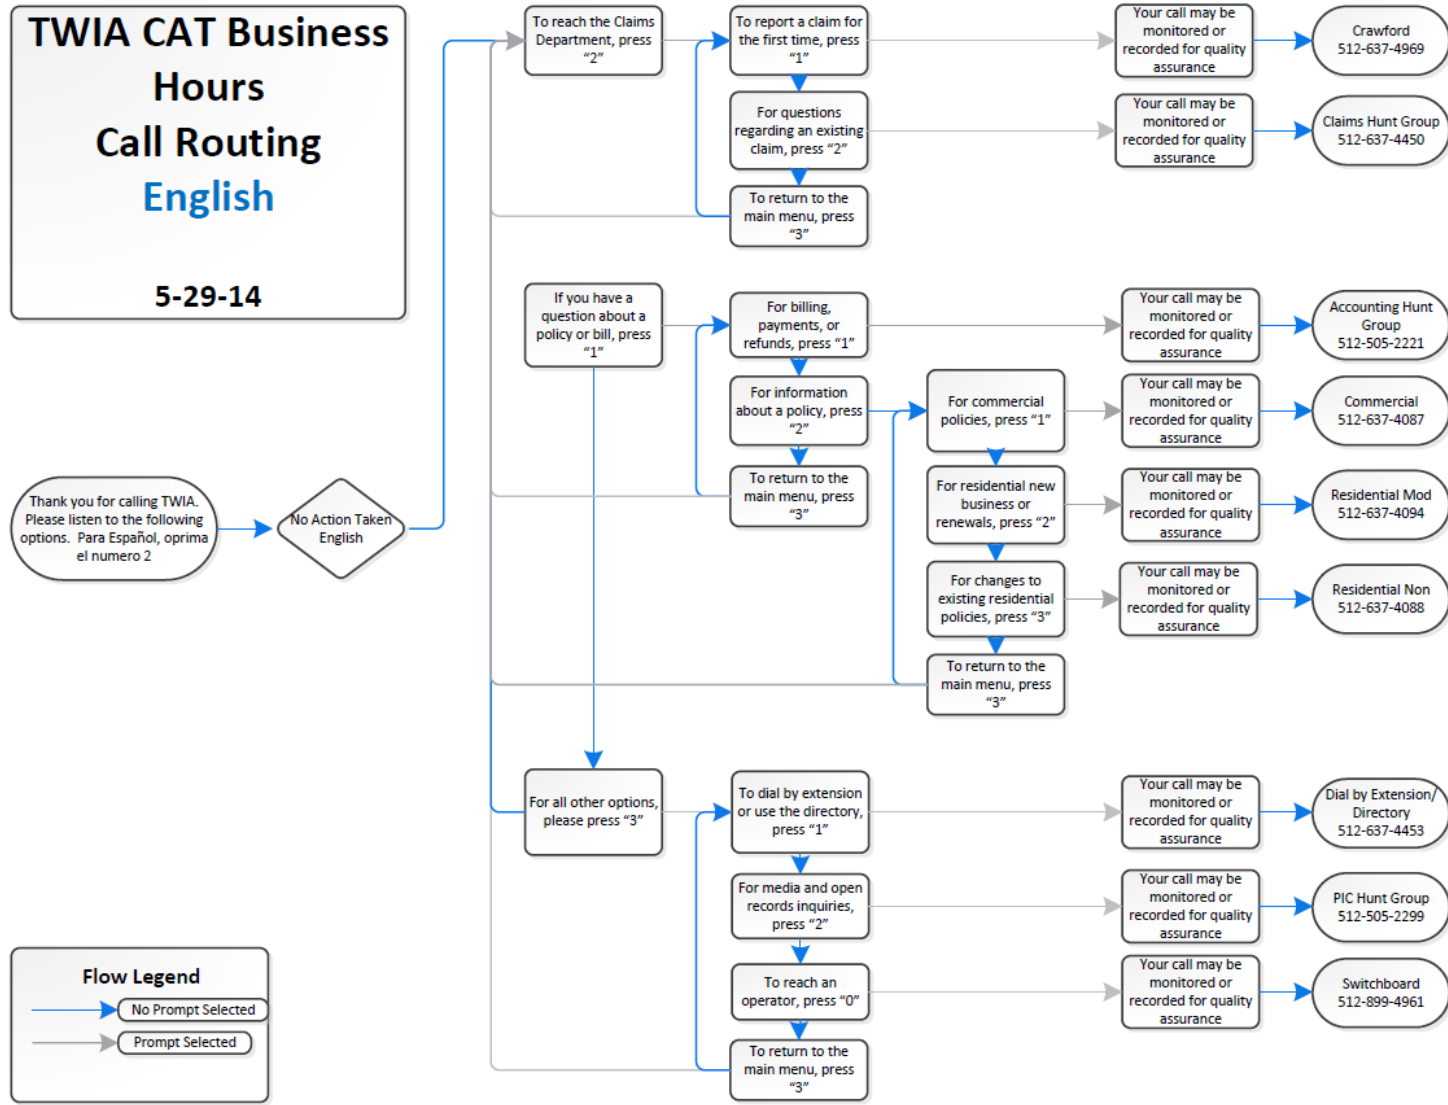 TWIA CAT Business
Hours
Call Routing
English
5-29-14
To reach the Claims
Department, press
“2”
To report a claim for
the first time, press
“1”
Your call may be
monitored or
recorded for quality
assurance
Crawford
512-637-4969
For questions
regarding an existing
claim, press “2”
Your call may be
monitored or
recorded for quality
assurance
Claims Hunt Group
512-637-4450
To return to the
main menu, press
“3”
If you have a
question about a
policy or bill, press
“1”
For billing,
payments, or
refunds, press “1”
Your call may be
monitored or
recorded for quality
assurance
Accounting Hunt
Group
512-505-2221
For information
about a policy, press
“2”
For commercial
policies, press “1”
Your call may be
monitored or
recorded for quality
assurance
Commercial
512-637-4087
To return to the
main menu, press
“3”
For residential new
business or
renewals, press “2”
Your call may be
monitored or
recorded for quality
assurance
Residential Mod
512-637-4094
Thank you for calling TWIA.
Please listen to the following
options.  Para Español, oprima
el numero 2
No Action Taken
English
For changes to
existing residential
policies, press “3”
Your call may be
monitored or
recorded for quality
assurance
Residential Non
512-637-4088
To return to the
main menu, press
“3”
For all other options,
please press “3”
To dial by extension
or use the directory,
press “1”
Your call may be
monitored or
recorded for quality
assurance
Dial by Extension/
Directory
512-637-4453
For media and open
records inquiries,
press “2”
Your call may be
monitored or
recorded for quality
assurance
PIC Hunt Group
512-505-2299
To reach an
operator, press “0”
Your call may be
monitored or
recorded for quality
assurance
Switchboard
512-899-4961
To return to the
main menu, press
“3”
Flow Legend
No Prompt Selected
Prompt Selected